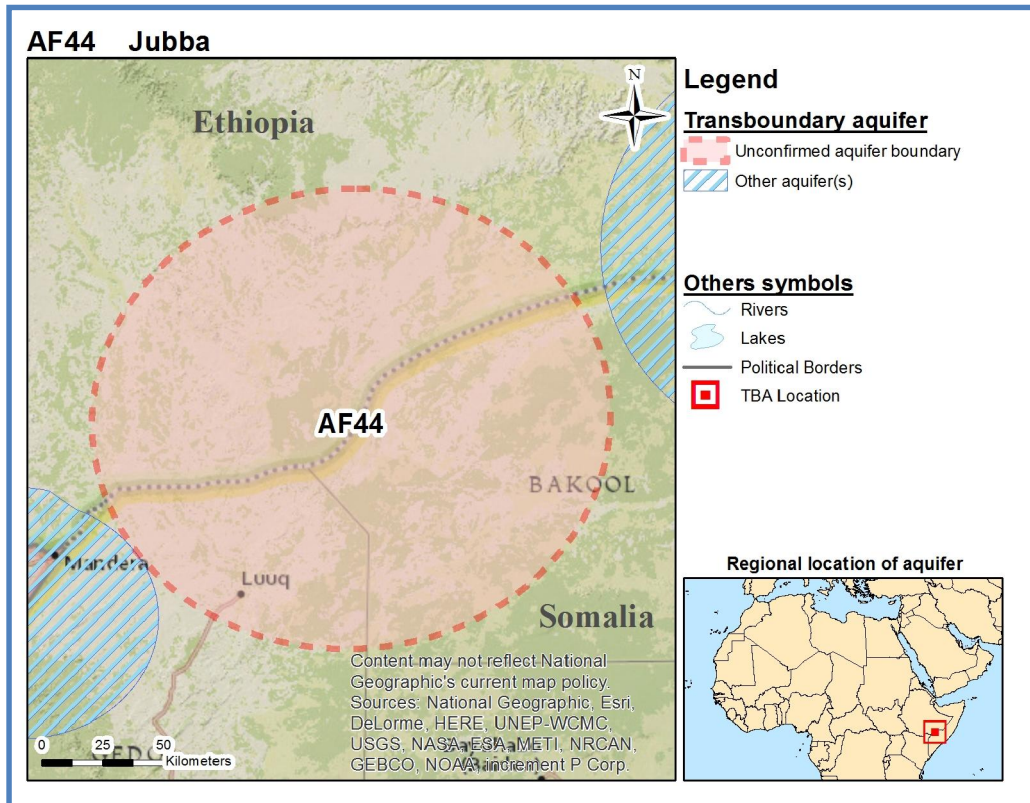 AF44 Jubba
Ethiopia
N
AF44
BAKOOL
Mandera
Luuq
Somalia
Content may not reflect National
Geographic's current map policy.
Sources: National Geographic, Esri,
DeLorme, HERE, UNEP-WCMC,
USGS, NASA, ESA, METI, NRCAN,
GEBCO, NOAA, increment P Corp.
GEDO
0 25 50
Kilometers
Legend
Transboundary aquifer
Unconfirmed aquifer boundary
Other aquifer(s)
Others symbols
Rivers
Lakes
Political Borders
TBA Location
Regional location of aquifer